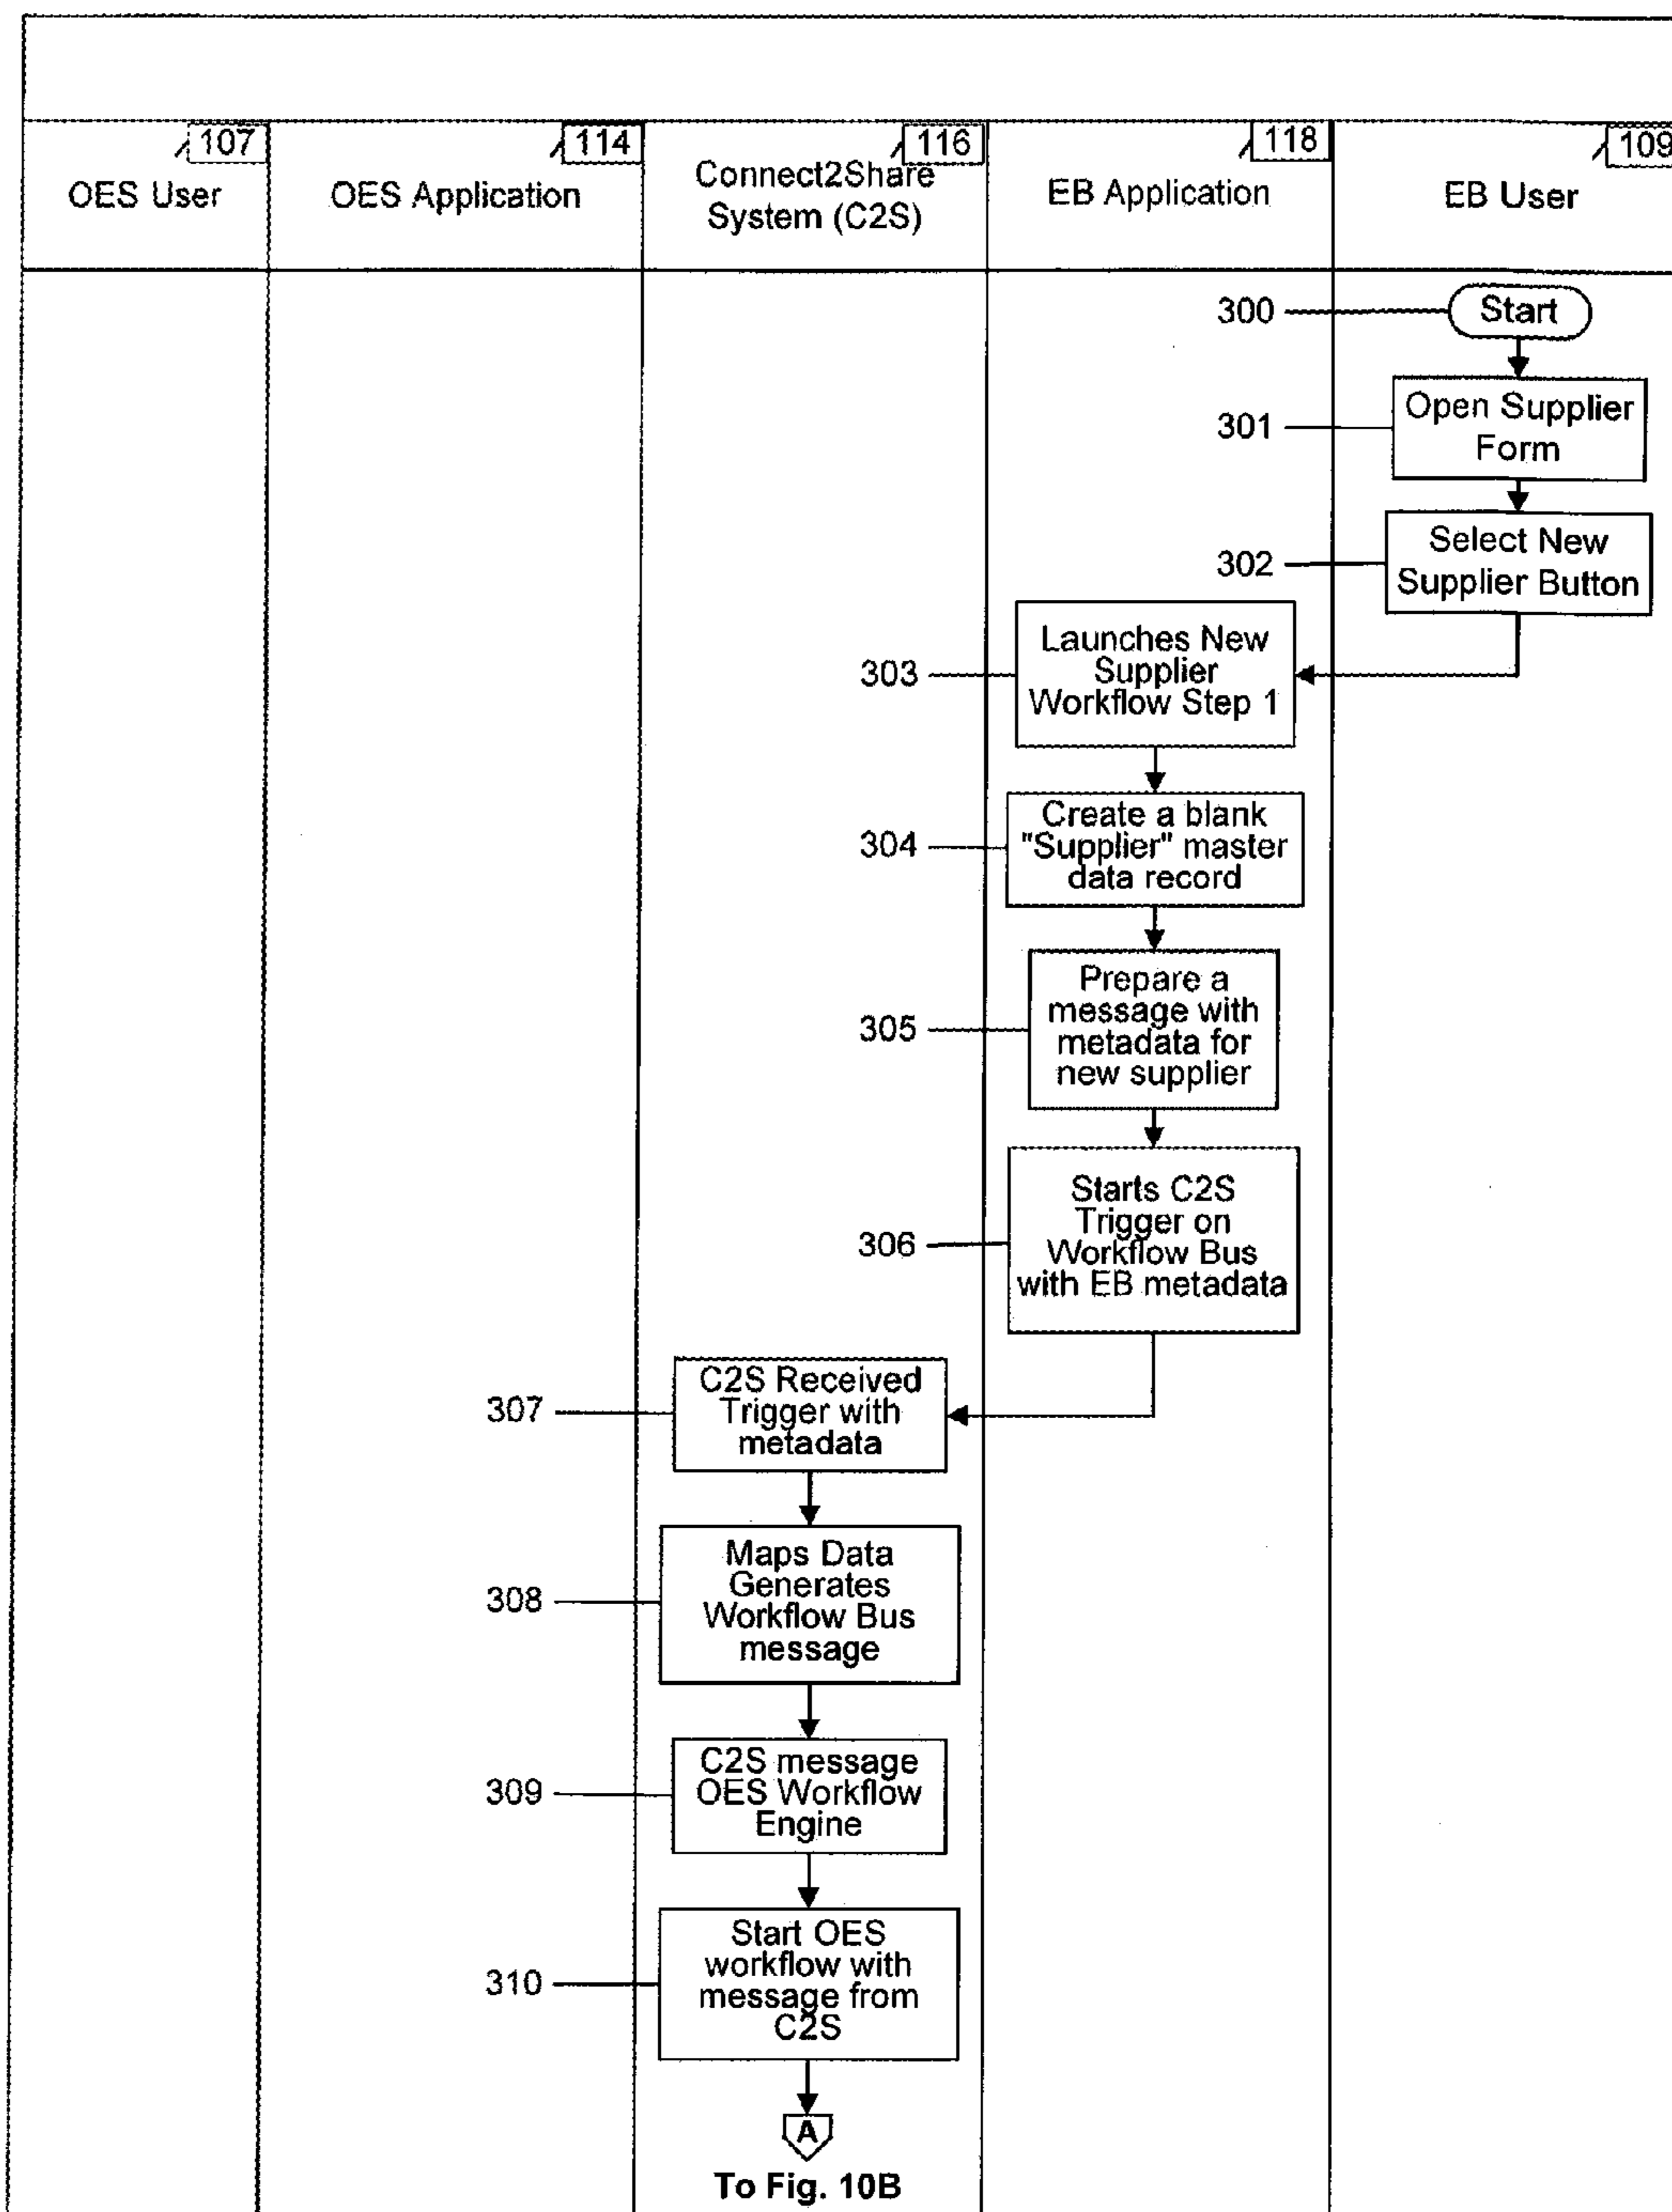 107
114
116
118
109
OES User
OES Application
Connect2Share
System (C2S)
EB Application
EB User
300
Start
301
Open Supplier
Form
302
Select New
Supplier Button
303
Launches New
Supplier
Workflow Step 1
304
Create a blank
"Supplier" master
data record
305
Prepare a
message with
metadata for
new supplier
306
Starts C2S
Trigger on
Workflow Bus
with EB metadata
307
C2S Received
Trigger with
metadata
308
Maps Data
Generates
Workflow Bus
message
309
C2S message
OES Workflow
Engine
310
Start OES
workflow with
message from
C2S
A
To Fig. 10B